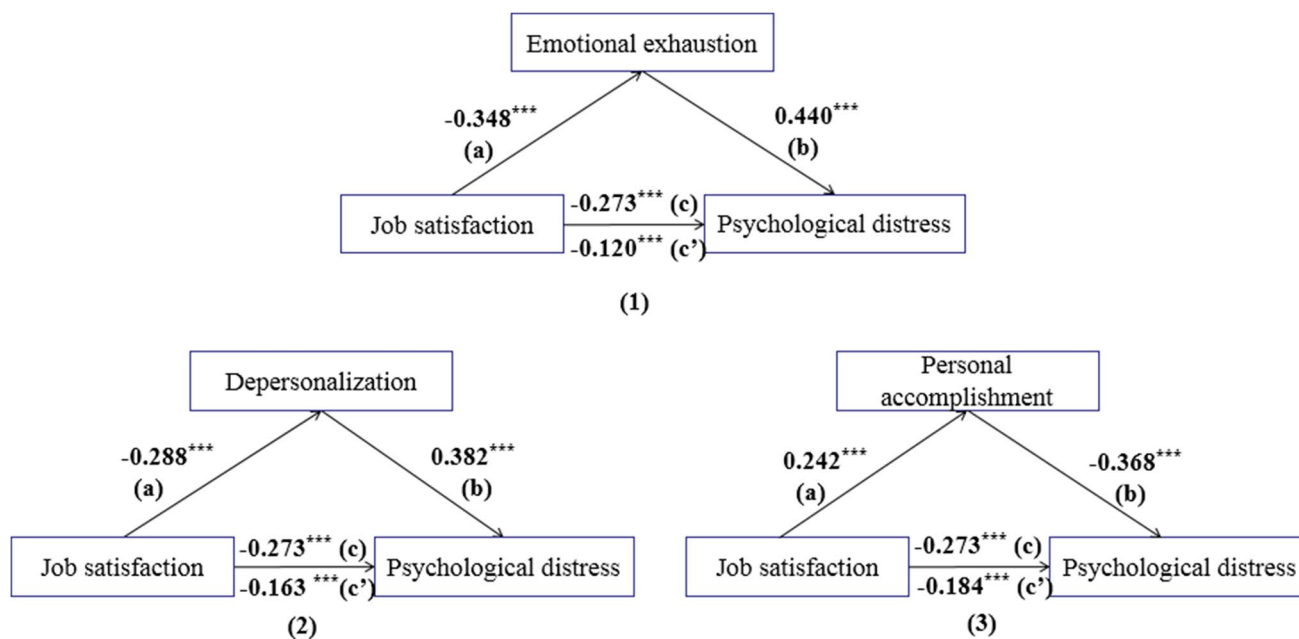 Emotional exhaustion
-0.348***
(a)
0.440***
(b)
Job satisfaction
-0.273*** (c)
-0.120*** (c’)
Psychological distress
(1)
Depersonalization
-0.288***
(a)
0.382***
(b)
Job satisfaction
-0.273*** (c)
-0.163 ***(c’)
Psychological distress
(2)
Personal
accomplishment
0.242***
(a)
-0.368***
(b)
Job satisfaction
-0.273*** (c)
-0.184*** (c’)
Psychological distress
(3)